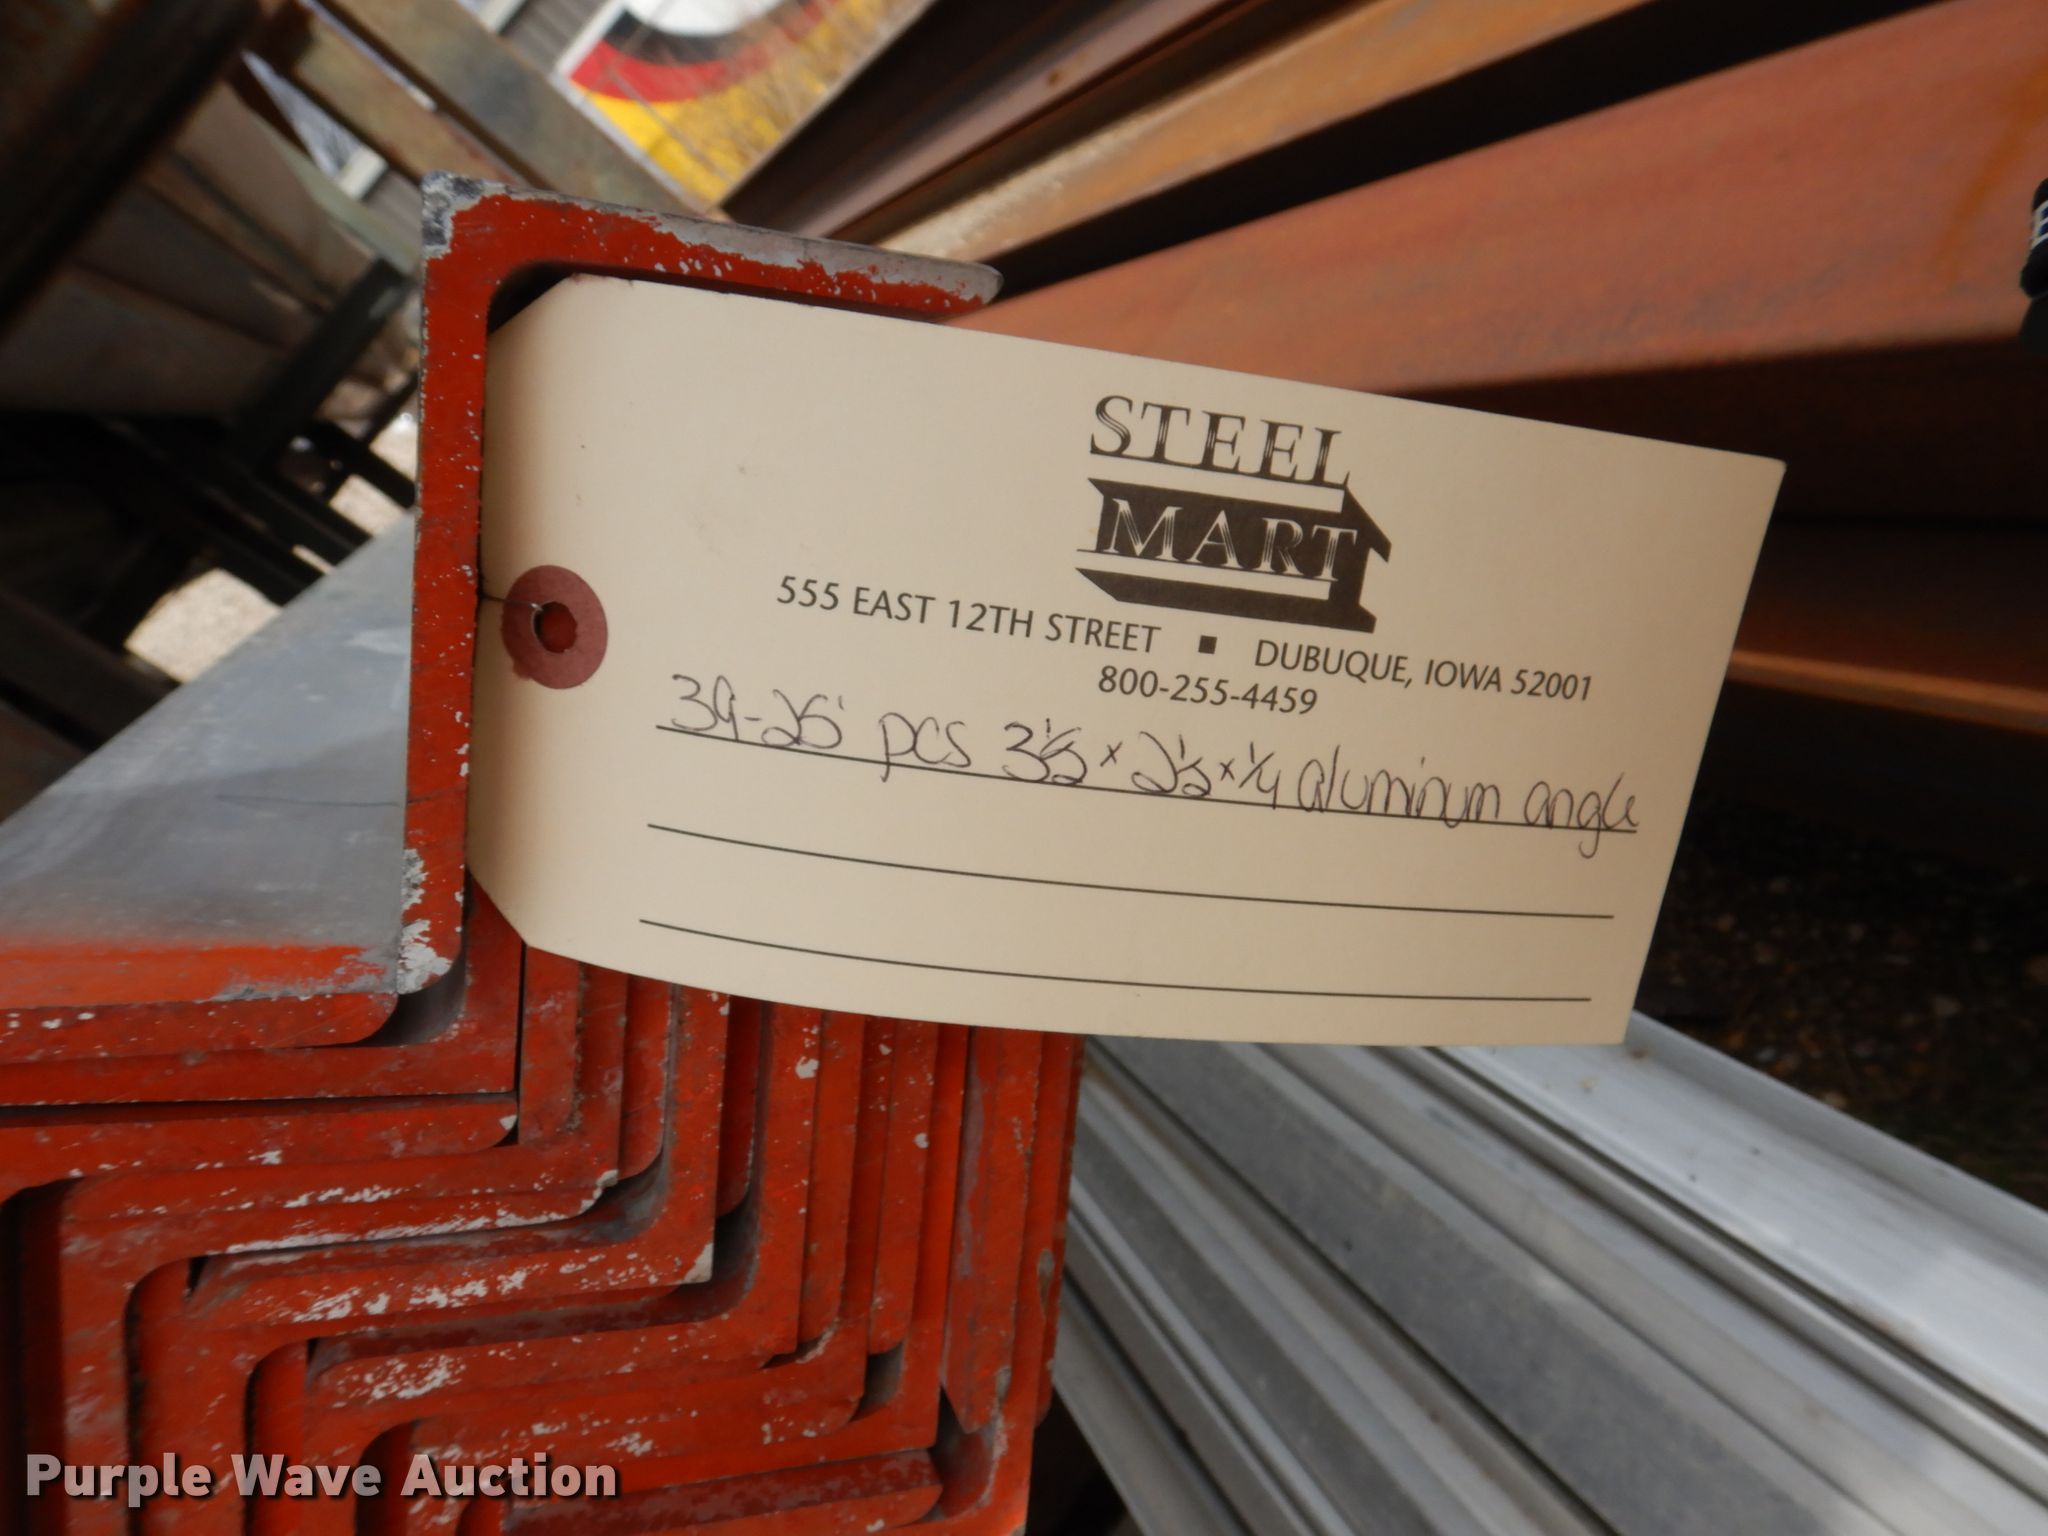 STEEL
MART
555 EAST 12TH STREET ▪ DUBUQUE, IOWA 52001
800-255-4459
39-25' pcs 3½ x 2½ x ¼ aluminum angle
Purple Wave Auction